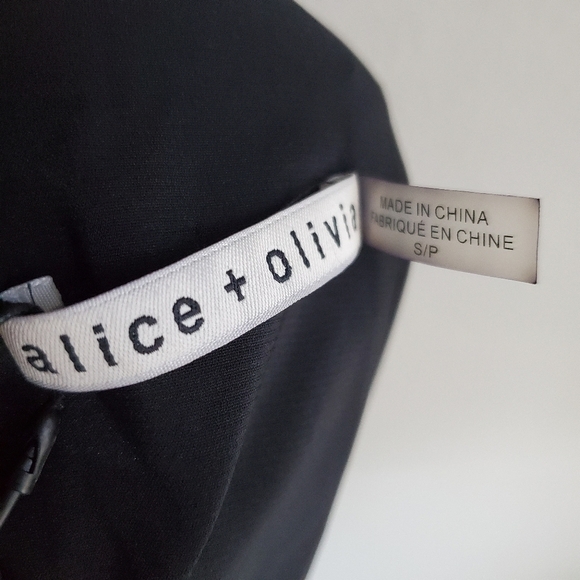 alice + olivia
MADE IN CHINA
FABRIQUÉ EN CHINE
S/P